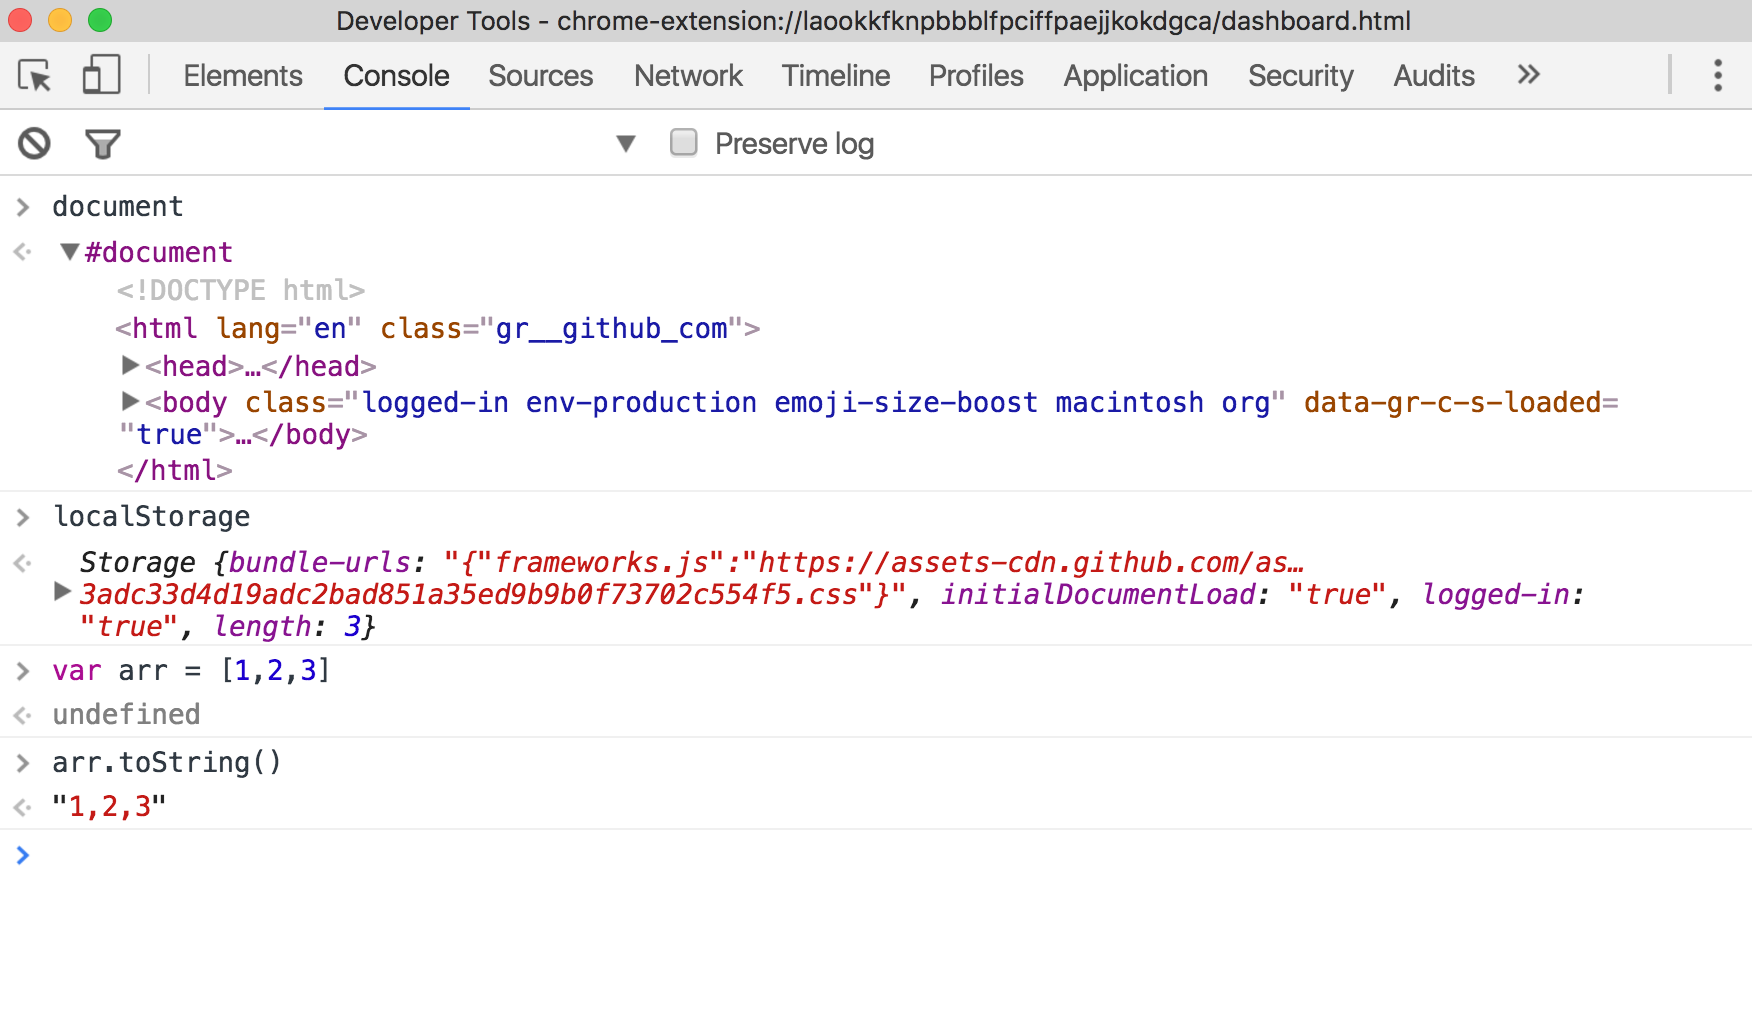 Developer Tools - chrome-extension://laookkfknpbbblfpciffpaejjkokdgca/dashboard.html
Elements Console Sources Network Timeline Profiles Application Security Audits »
Preserve log
> document
#document
<!DOCTYPE html>
<html lang="en" class="gr__github_com">
<head>…</head>
<body class="logged-in env-production emoji-size-boost macintosh org" data-gr-c-s-loaded=
"true">…</body>
</html>
> localStorage
Storage {bundle-urls: "{"frameworks.js":"https://assets-cdn.github.com/as…
3adc33d4d19adc2bad851a35ed9b9b0f73702c554f5.css"}", initialDocumentLoad: "true", logged-in:
"true", length: 3}
> var arr = [1,2,3]
undefined
> arr.toString()
"1,2,3"
>